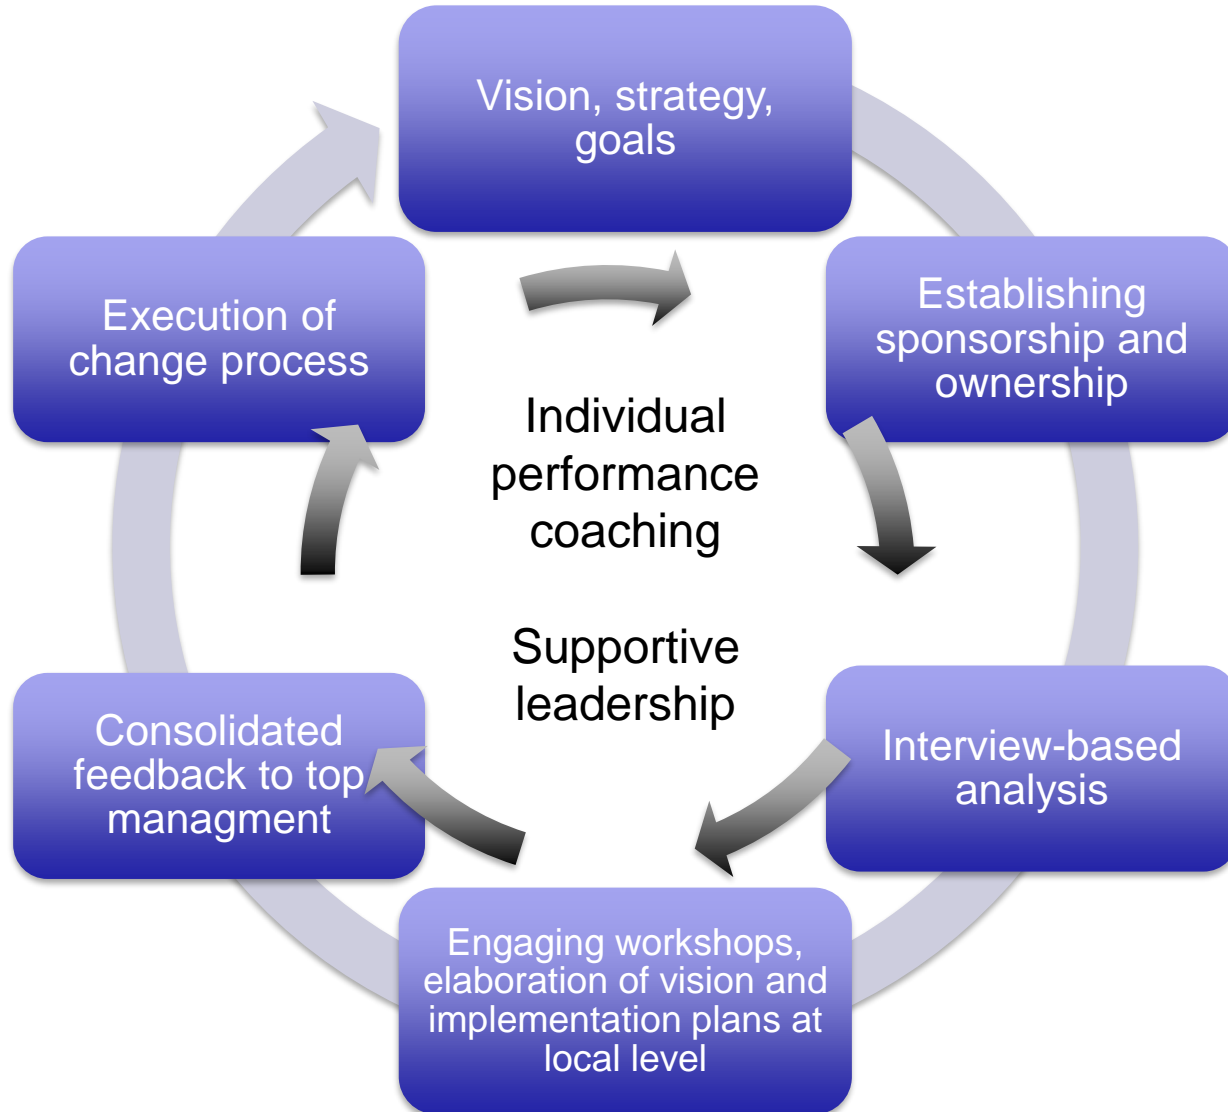 Vision, strategy,
goals
Establishing
sponsorship and
ownership
Interview-based
analysis
Engaging workshops,
elaboration of vision and
implementation plans at
local level
Consolidated
feedback to top
managment
Execution of
change process
Individual
performance
coaching
Supportive
leadership